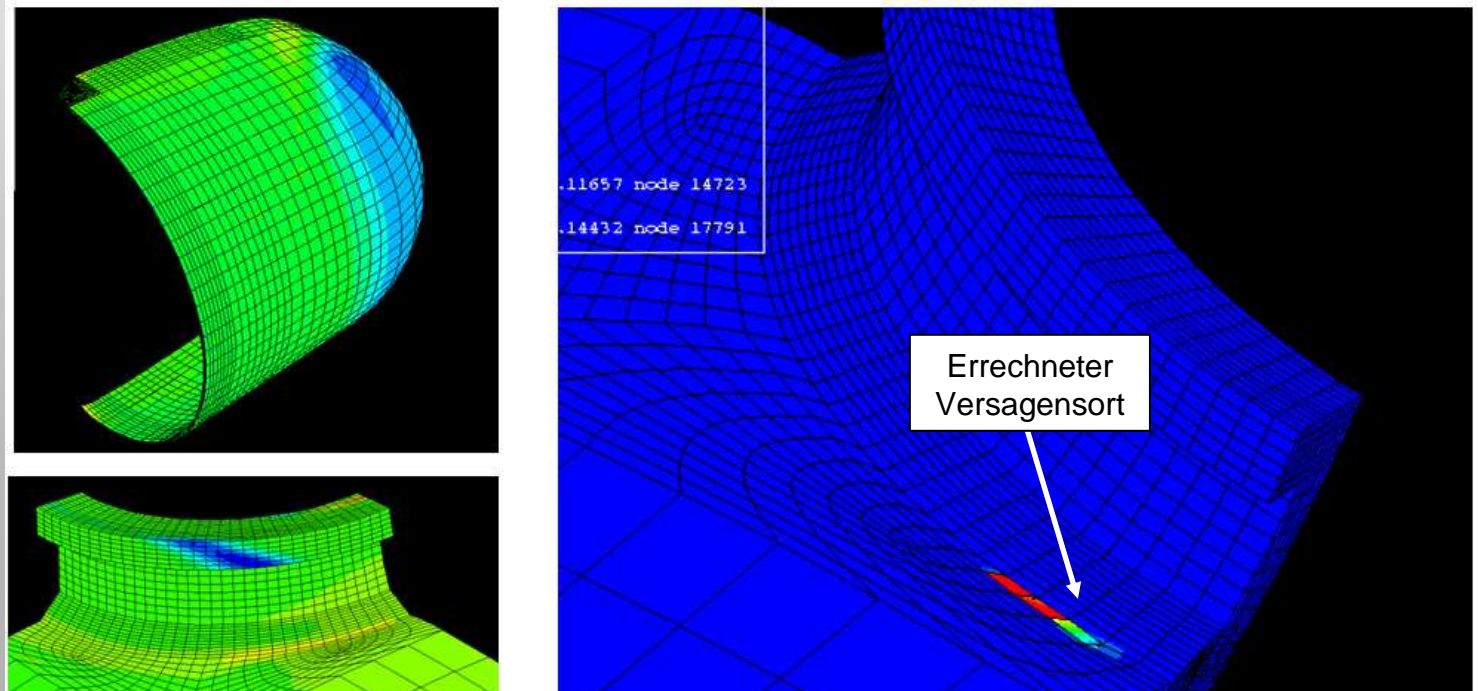 .11657 node 14723
.14432 node 17791
Errechneter
Versagensort